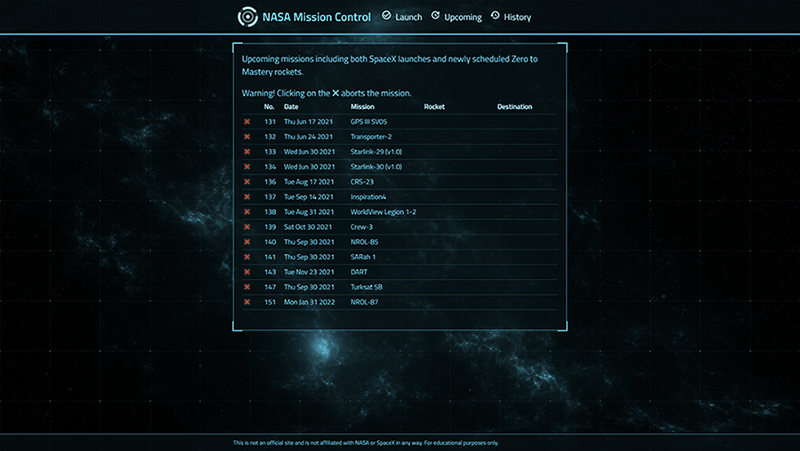 NASA Mission Control Launch Upcoming History
Upcoming missions including both SpaceX launches and newly scheduled Zero to
Mastery rockets.
Warning! Clicking on the ✖ aborts the mission.
No. Date Mission Rocket Destination
✖ 131 Thu Jun 17 2021 GPS III SV05
✖ 132 Thu Jun 24 2021 Transporter-2
✖ 133 Wed Jun 30 2021 Starlink-29 (v1.0)
✖ 134 Wed Jun 30 2021 Starlink-30 (v1.0)
✖ 136 Tue Aug 17 2021 CRS-23
✖ 137 Tue Sep 14 2021 Inspiration4
✖ 138 Tue Aug 31 2021 WorldView Legion 1-2
✖ 139 Sat Oct 30 2021 Crew-3
✖ 140 Thu Sep 30 2021 NROL-85
✖ 141 Thu Sep 30 2021 SARah 1
✖ 143 Tue Nov 23 2021 DART
✖ 147 Thu Sep 30 2021 Turksat 5B
✖ 151 Mon Jan 31 2022 NROL-87
This is not an official site and is not affiliated with NASA or SpaceX in any way. For educational purposes only.